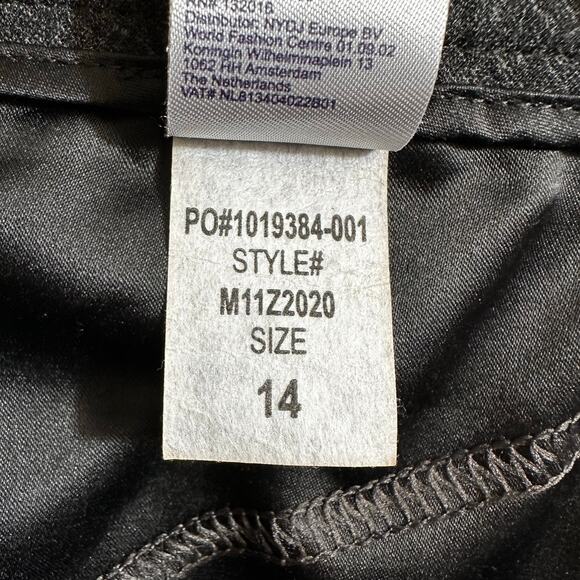 RN# 132016
Distributor: NYDJ Europe BV
World Fashion Centre 01.09.02
Koningin Wilhelminaplein 13
1062 Hrl Amsterdam
The Netherlands
VAT# NL813404022B01
PO#1019384-001
STYLE#
M11Z2020
SIZE
14